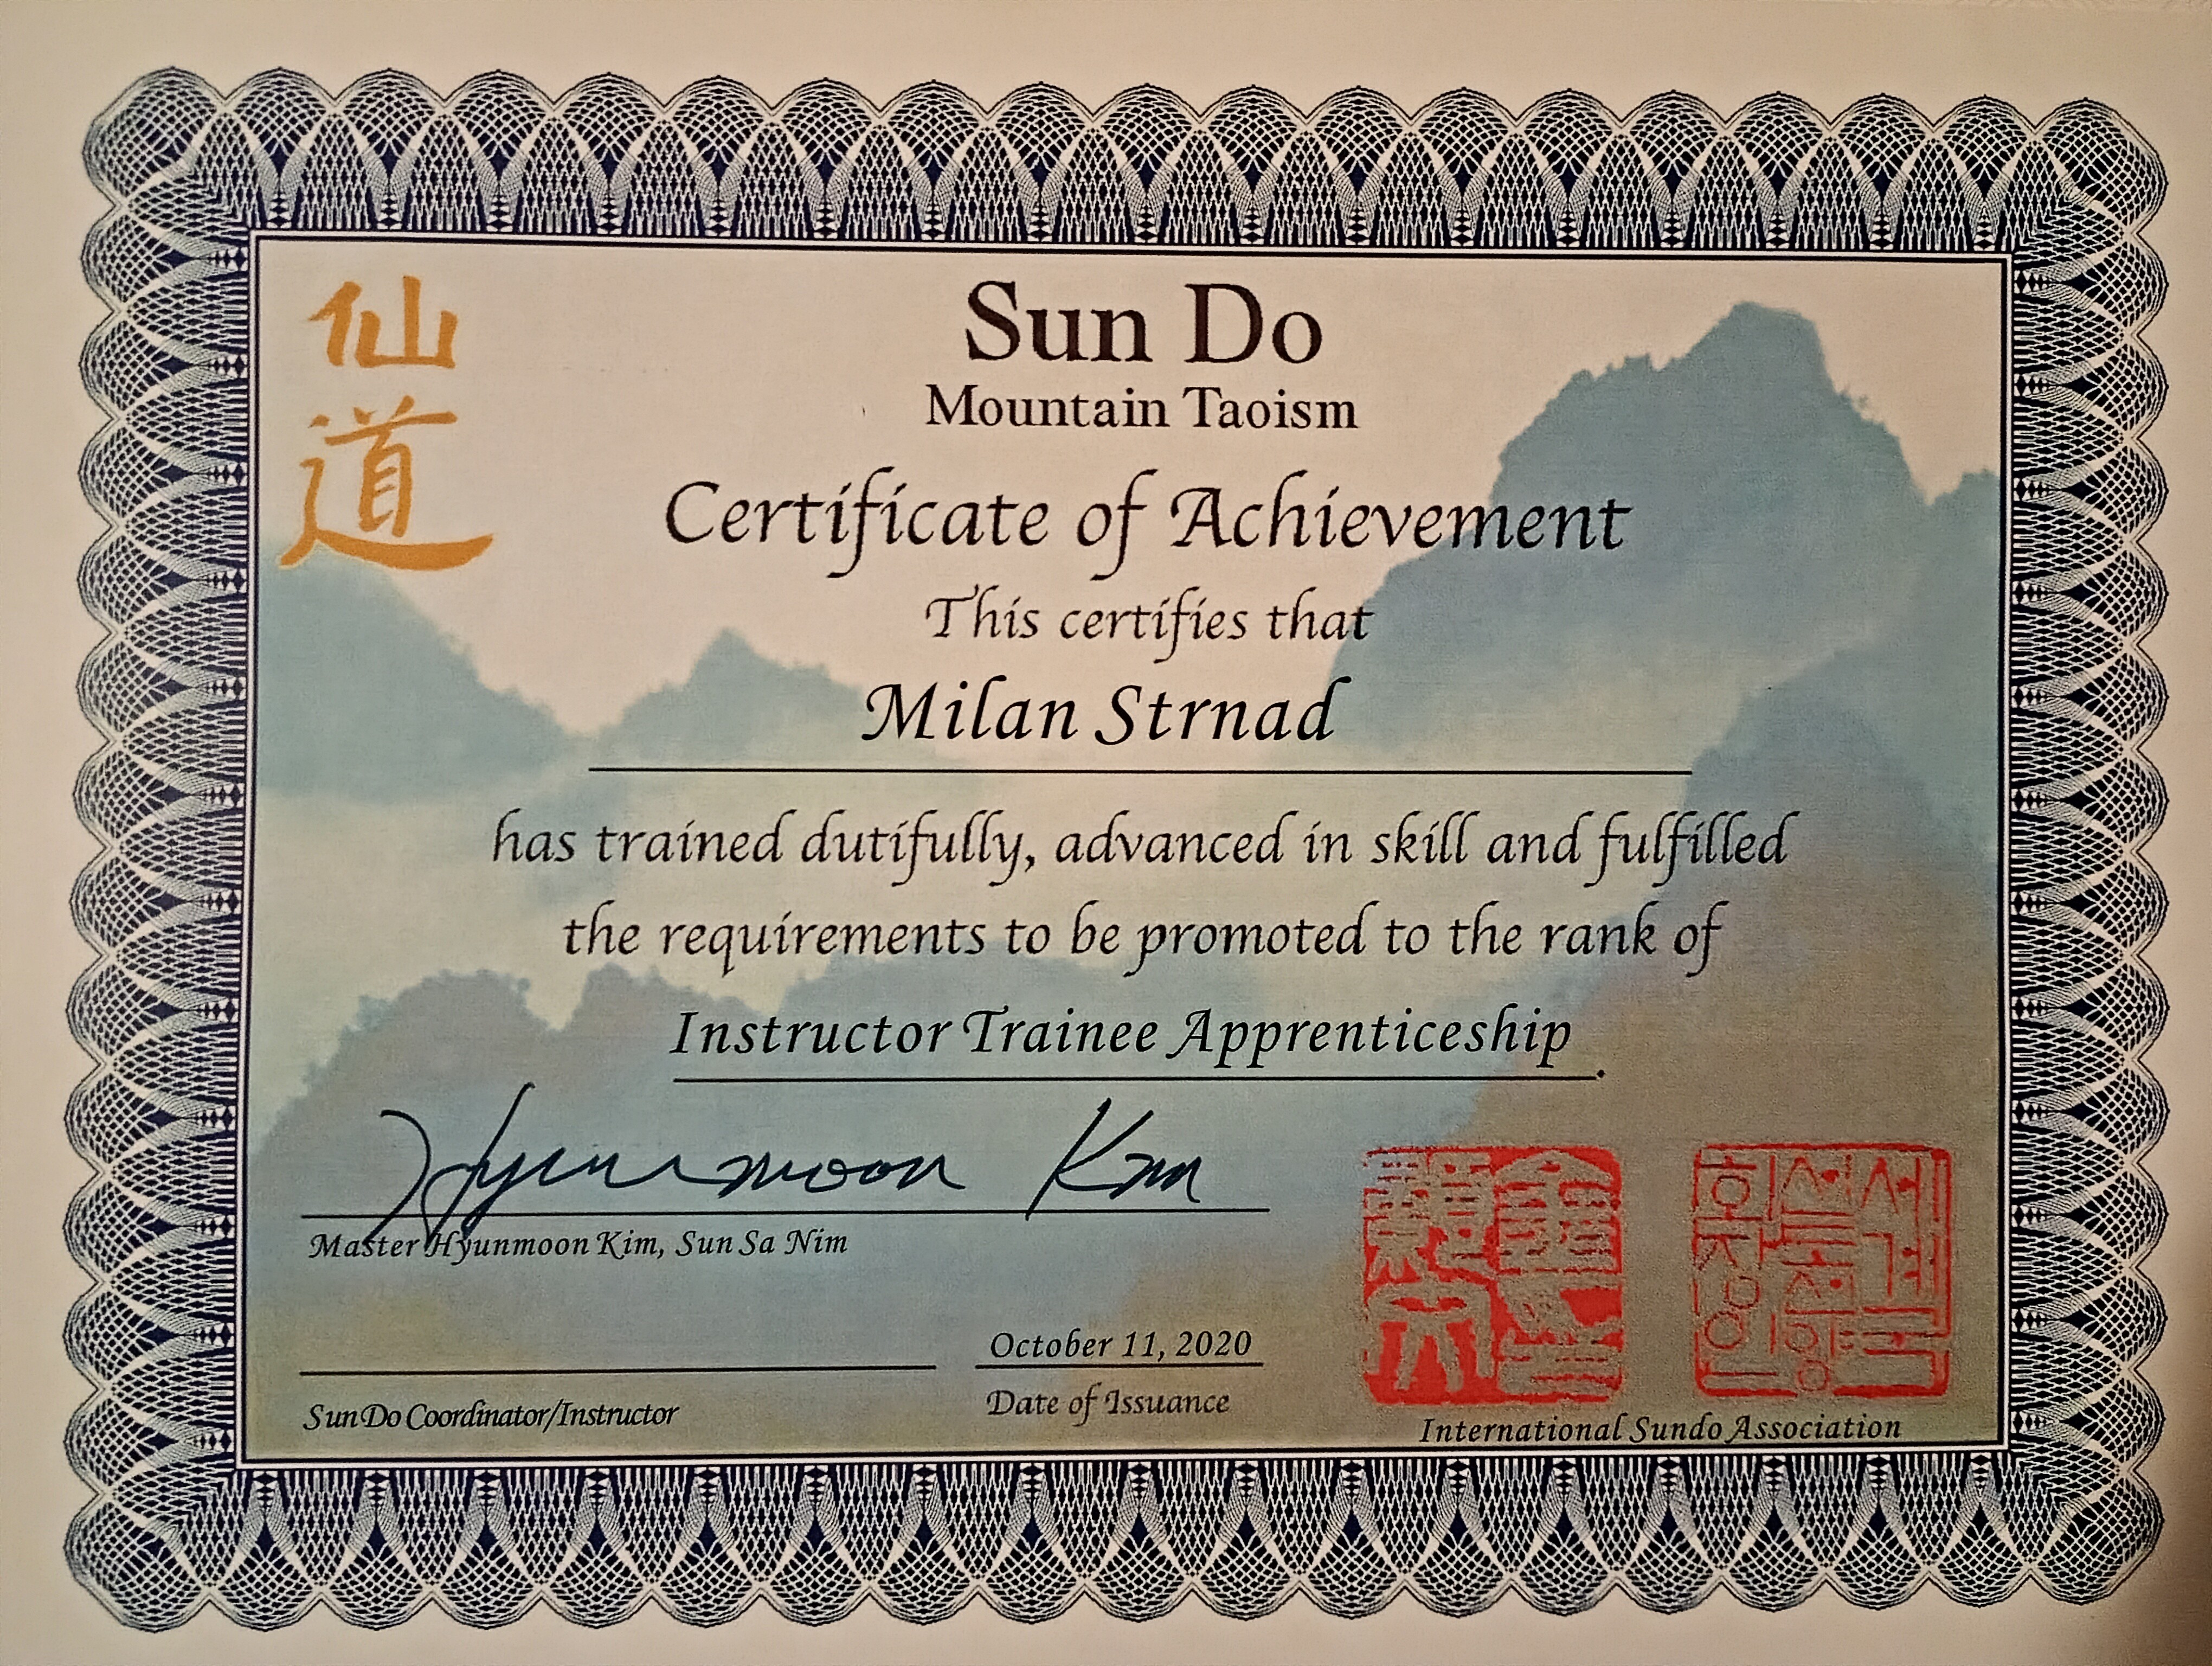 仙道
Sun Do
Mountain Taoism
Certificate of Achievement
This certifies that
Milan Strnad
has trained dutifully, advanced in skill and fulfilled
the requirements to be promoted to the rank of
Instructor Trainee Apprenticeship.
Hyunmoon Kim
Master Hyunmoon Kim, Sun Sa Nim
October 11, 2020
SunDo Coordinator/Instructor
Date of Issuance
International Sundo Association